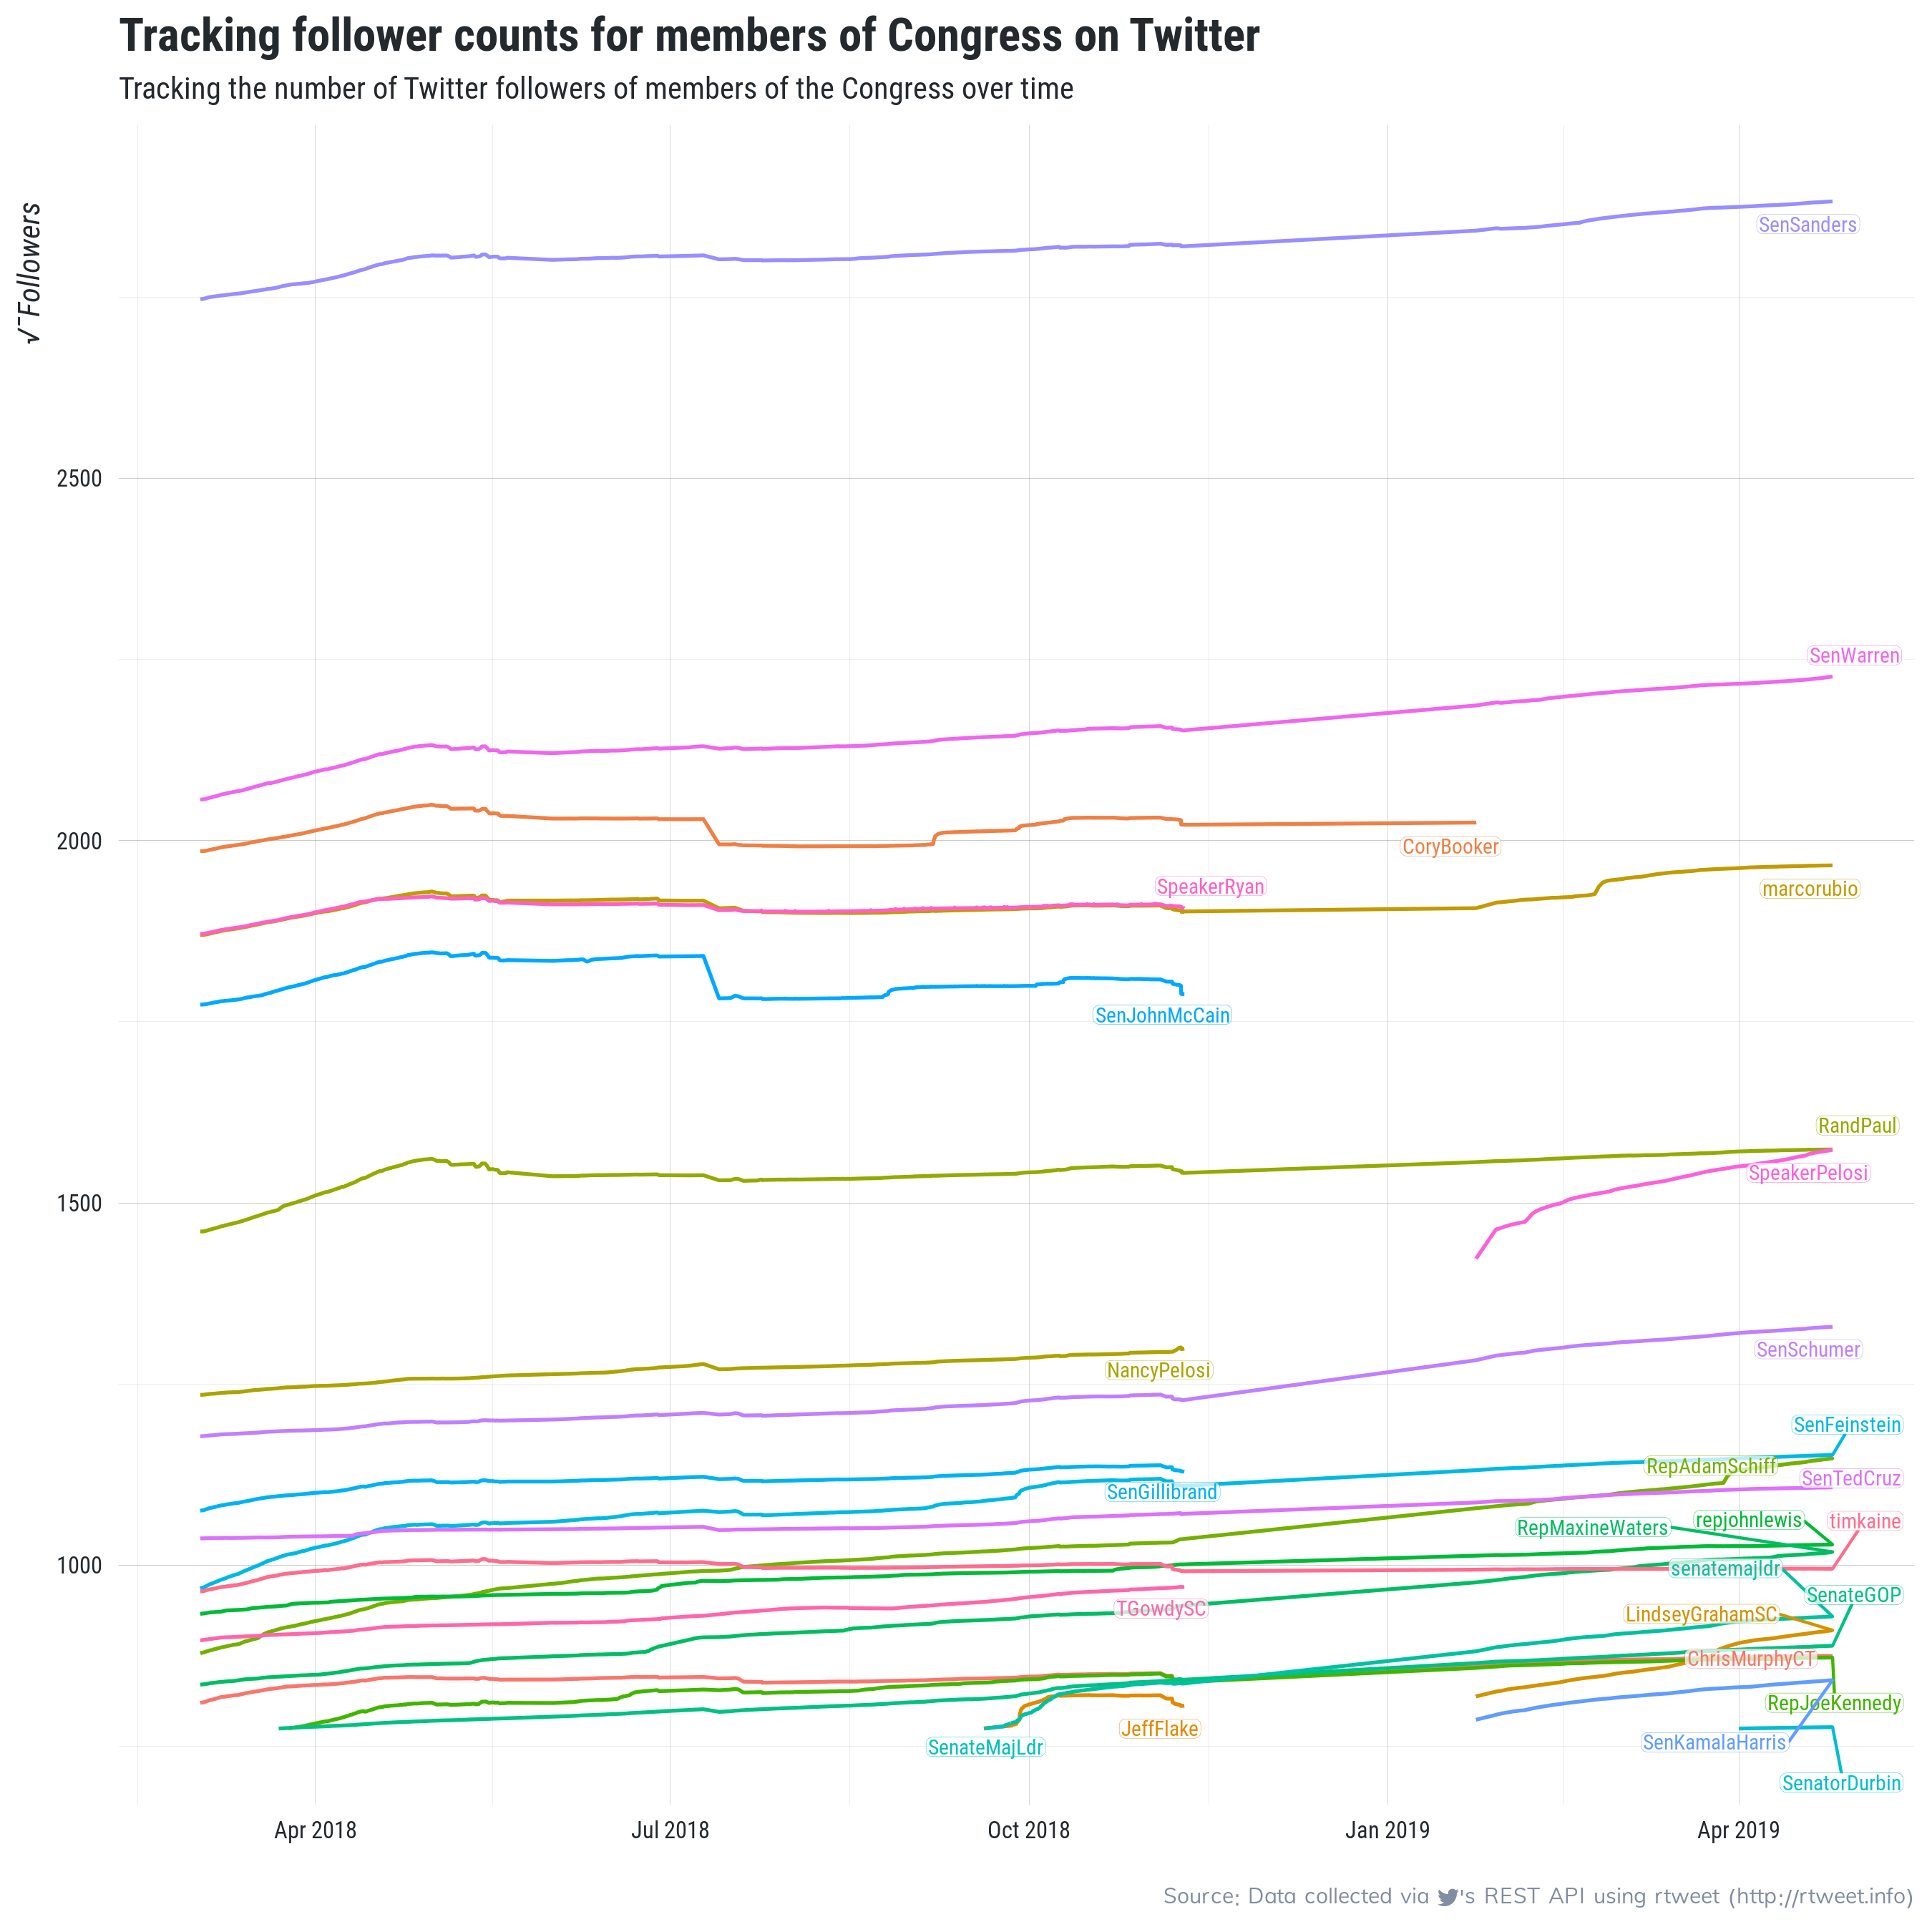 Tracking follower counts for members of Congress on Twitter
Tracking the number of Twitter followers of members of the Congress over time
√‾Followers
2500
2000
1500
1000
SenSanders
SenWarren
CoryBooker
SpeakerRyan
marcorubio
SenJohnMcCain
RandPaul
SpeakerPelosi
SenSchumer
NancyPelosi
SenFeinstein
RepAdamSchiff
SenTedCruz
SenGillibrand
repjohnlewis
timkaine
RepMaxineWaters
senatemajldr
SenateGOP
TGowdySC
LindseyGrahamSC
ChrisMurphyCT
RepJoeKennedy
JeffFlake
SenateMajLdr
SenKamalaHarris
SenatorDurbin
Apr 2018
Jul 2018
Oct 2018
Jan 2019
Apr 2019
Source: Data collected via 's REST API using rtweet (http://rtweet.info)